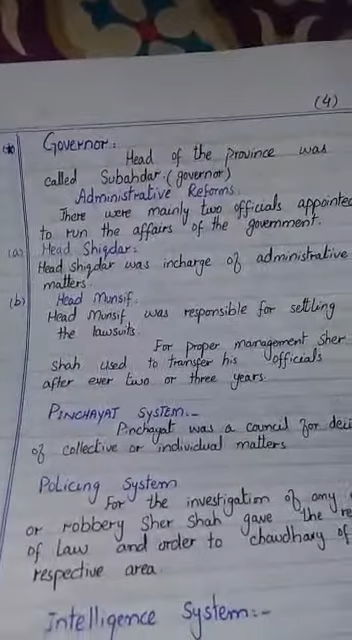 (4)
Governor:
Head of the province was
called Subahdar. (governor)
Administrative Reforms.
There were mainly two officials appointed
to run the affairs of the government.
(a) Head Shiqdar:
Head shiqdar was incharge of administrative
matters.
(b) Head Munsif.
Head Munsif was responsible for settling
the lawsuits.
For proper management Sher
Shah used to transfer his officials
after ever two or three years.
Pinchayat system.-
Pinchayat was a council for
of collective or individual matters
Policing System
For the investigation of any
or robbery Sher Shah gave the
of law and order to chaudhary of
respective area.
Intelligence System:-